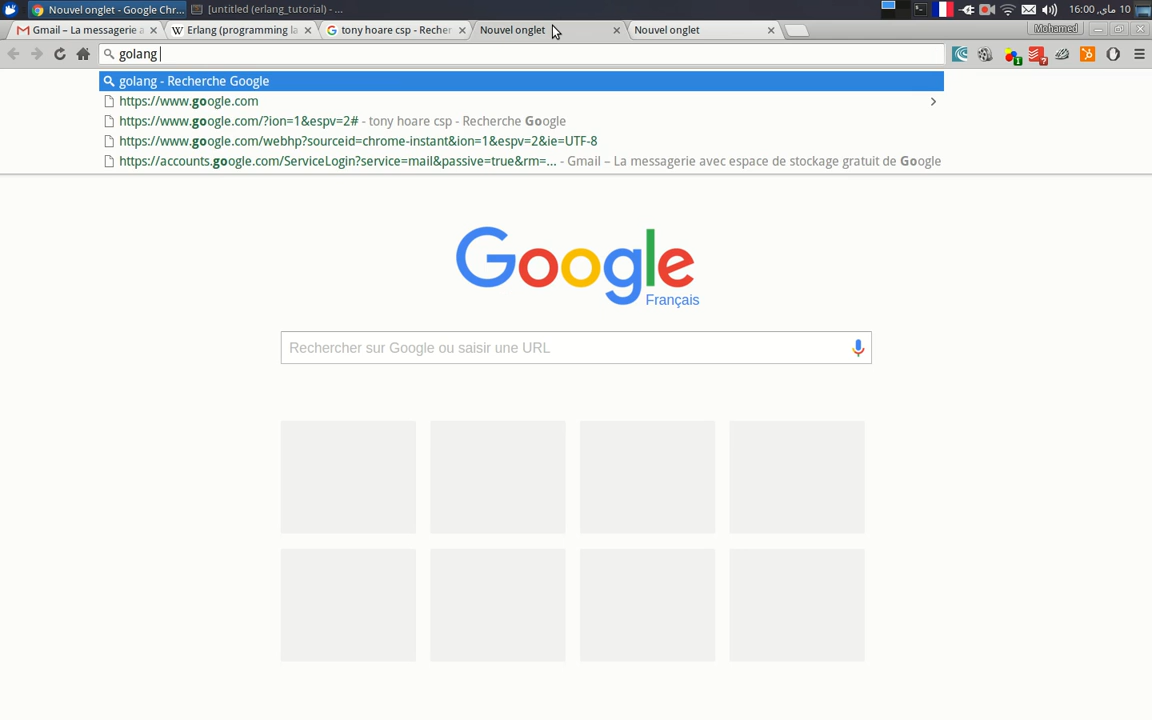 Nouvel onglet - Google Chr... [untitled (erlang_tutorial) - ... 16:00 ,10 ماي
Gmail – La messagerie a Erlang (programming la tony hoare csp - Recher Nouvel onglet Nouvel onglet Mohamed
golang
golang - Recherche Google
https://www.google.com
https://www.google.com/?ion=1&espv=2# - tony hoare csp - Recherche Google
https://www.google.com/webhp?sourceid=chrome-instant&ion=1&espv=2&ie=UTF-8
https://accounts.google.com/ServiceLogin?service=mail&passive=true&rm=... - Gmail – La messagerie avec espace de stockage gratuit de Google
Google
Français
Rechercher sur Google ou saisir une URL